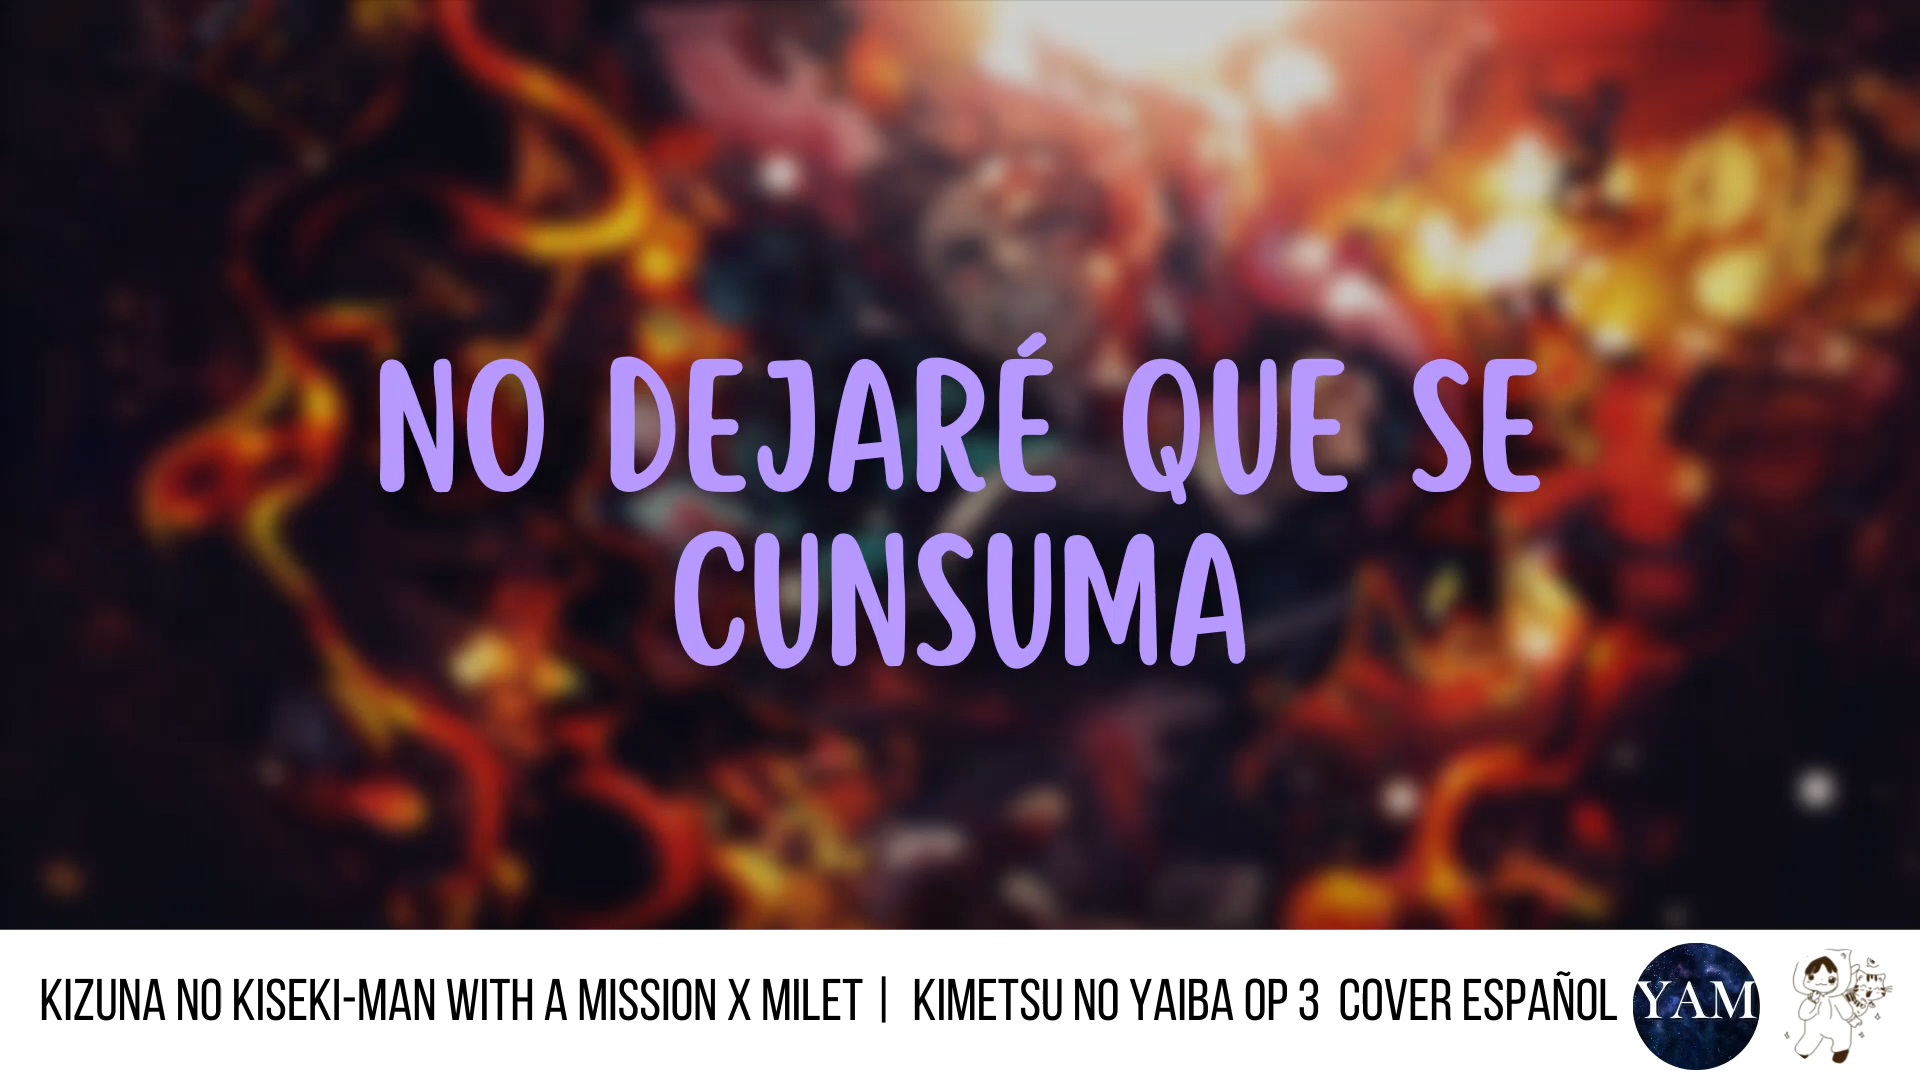 NO DEJARÉ QUE SE
CUNSUMA
KIZUNA NO KISEKI-MAN WITH A MISSION X MILET | KIMETSU NO YAIBA OP 3 COVER ESPAÑOL
YAM